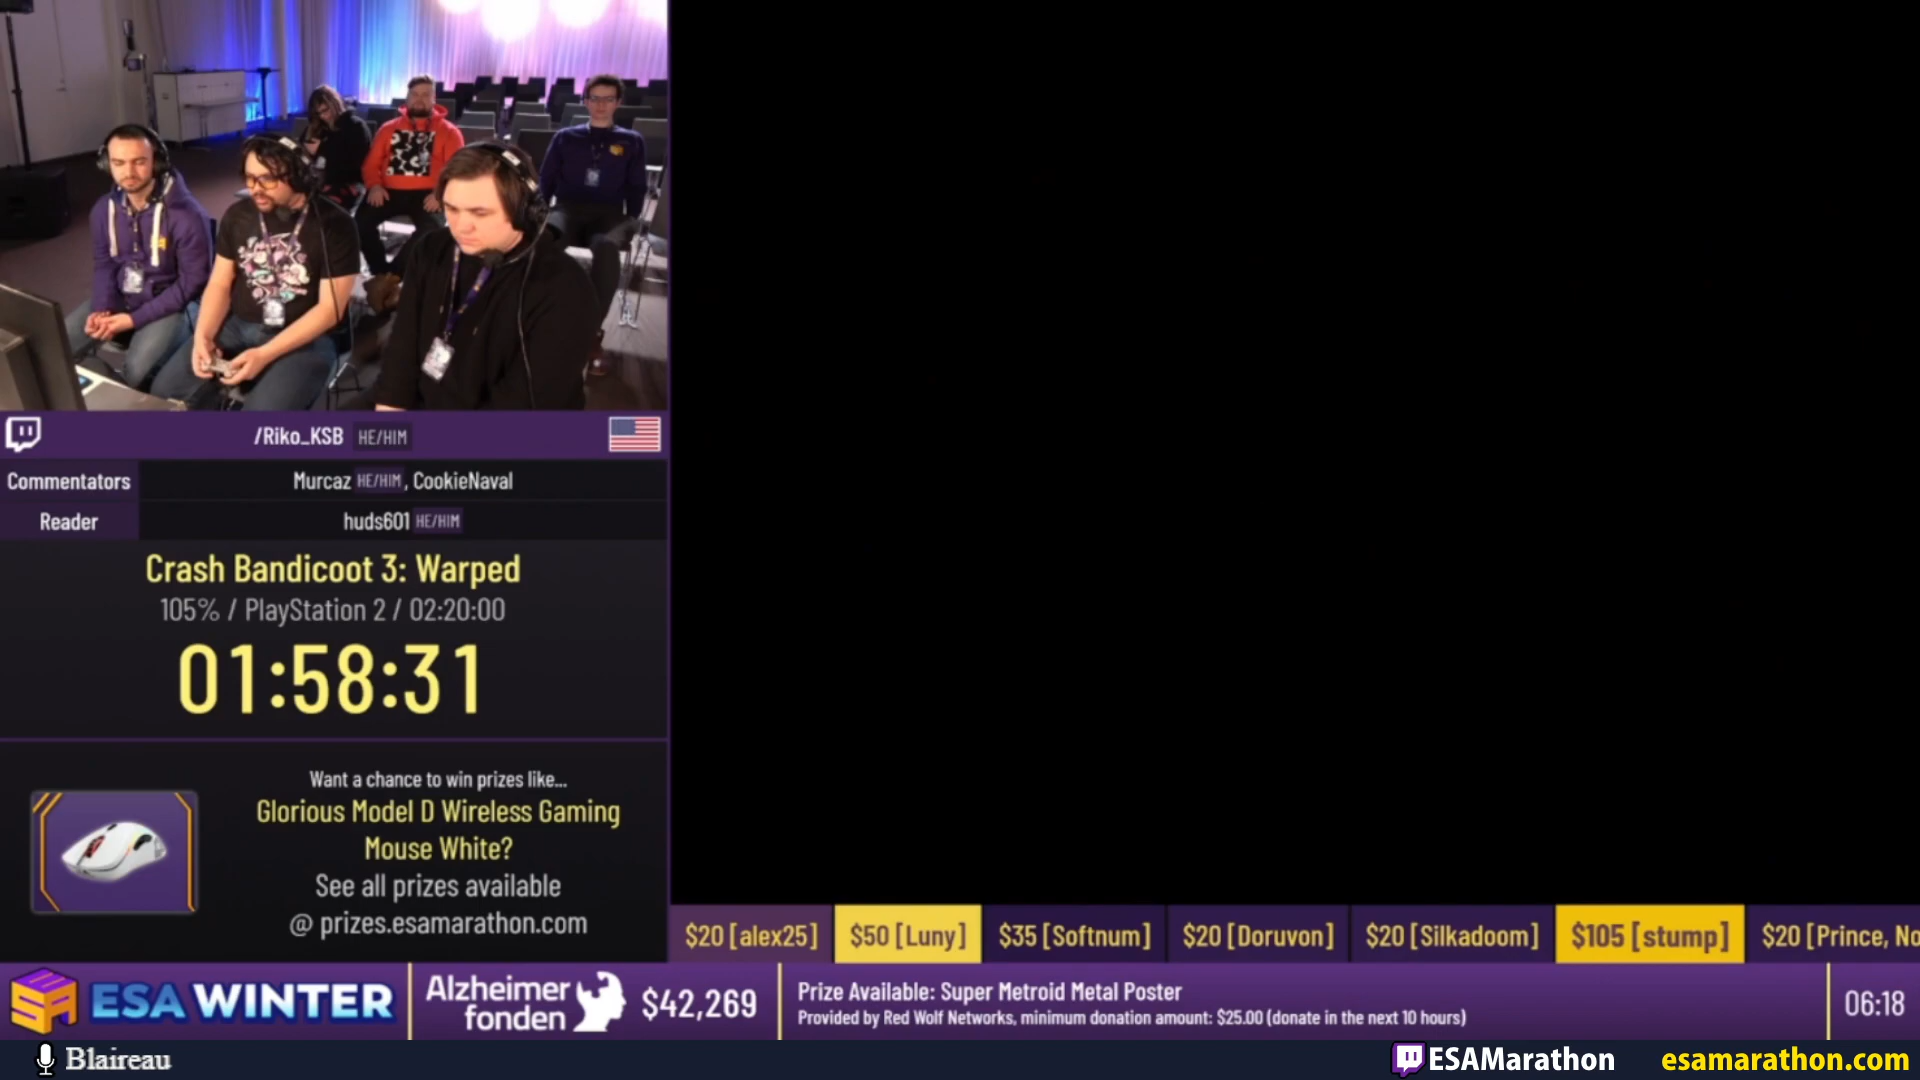 /Riko_KSB HE/HIM
Commentators Murcaz HE/HIM, CookieNaval
Reader huds601 HE/HIM
Crash Bandicoot 3: Warped
105% / PlayStation 2 / 02:20:00
01:58:31
Want a chance to win prizes like...
Glorious Model D Wireless Gaming
Mouse White?
See all prizes available
@ prizes.esamarathon.com
$20 [alex25] $50 [Luny] $35 [Softnum] $20 [Doruvon] $20 [Silkadoom] $105 [stump] $20 [Prince, No
ESA WINTER
Alzheimer
fonden
$42,269
Prize Available: Super Metroid Metal Poster
Provided by Red Wolf Networks, minimum donation amount: $25.00 (donate in the next 10 hours)
06:18
Blaireau
ESAMarathon
esamarathon.com